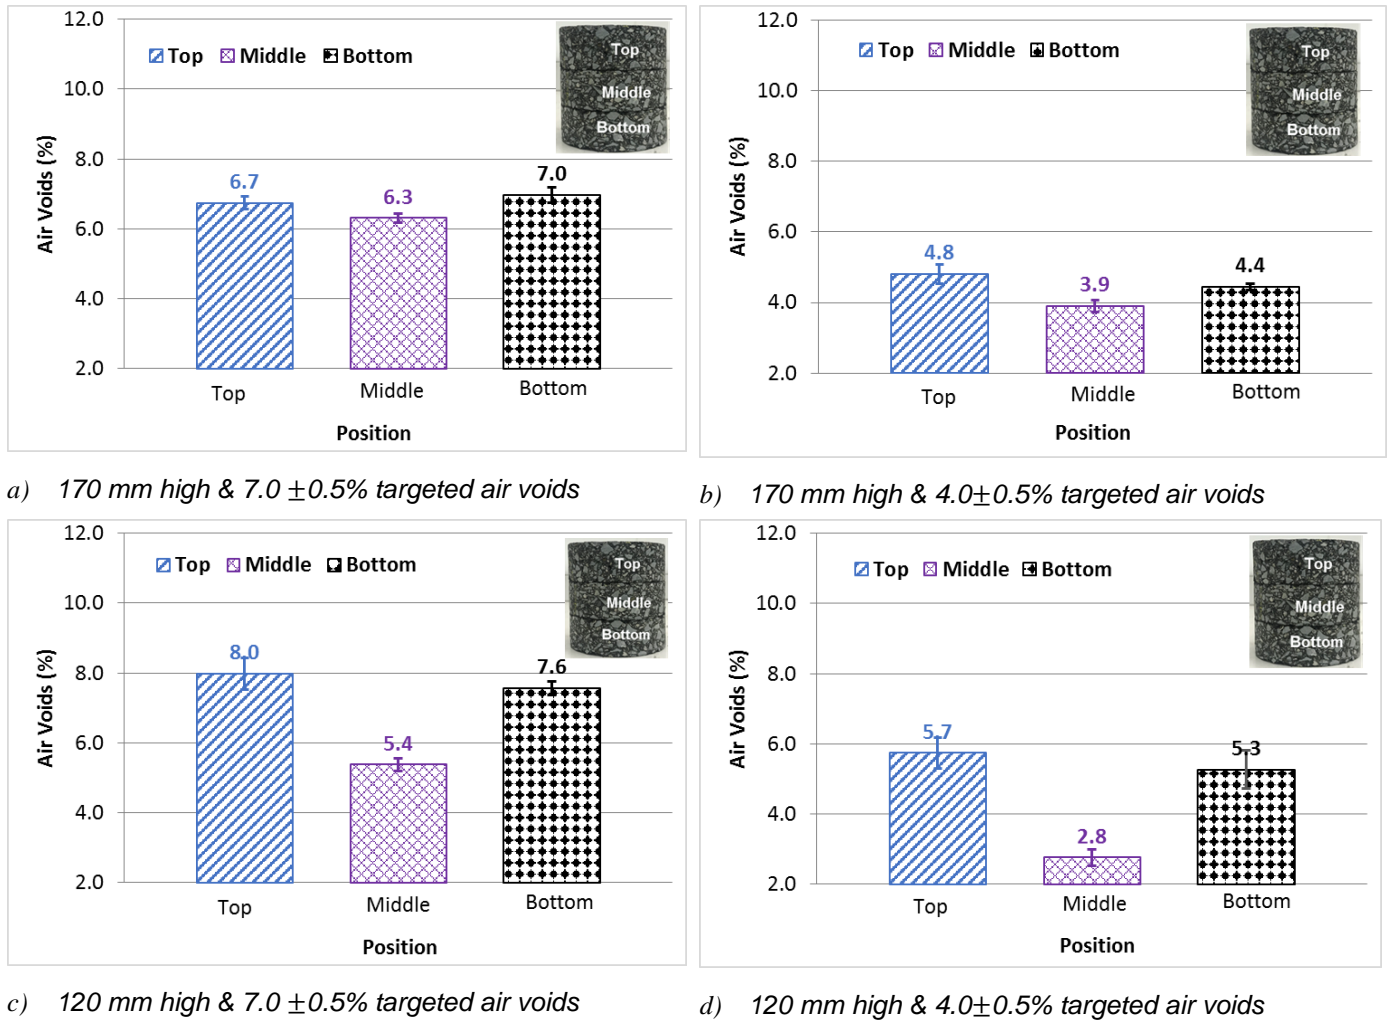 12.0
10.0
8.0
6.0
4.0
2.0
Air Voids (%)
Top Middle Bottom
Top
Middle
Bottom
6.7
6.3
7.0
Top Middle Bottom
Position
a) 170 mm high & 7.0 ±0.5% targeted air voids
12.0
10.0
8.0
6.0
4.0
2.0
Air Voids (%)
Top Middle Bottom
Top
Middle
Bottom
4.8
3.9
4.4
Top Middle Bottom
Position
b) 170 mm high & 4.0±0.5% targeted air voids
12.0
10.0
8.0
6.0
4.0
2.0
Air Voids (%)
Top Middle Bottom
Top
Middle
Bottom
8.0
5.4
7.6
Top Middle Bottom
Position
c) 120 mm high & 7.0 ±0.5% targeted air voids
12.0
10.0
8.0
6.0
4.0
2.0
Air Voids (%)
Top Middle Bottom
Top
Middle
Bottom
5.7
2.8
5.3
Top Middle Bottom
Position
d) 120 mm high & 4.0±0.5% targeted air voids